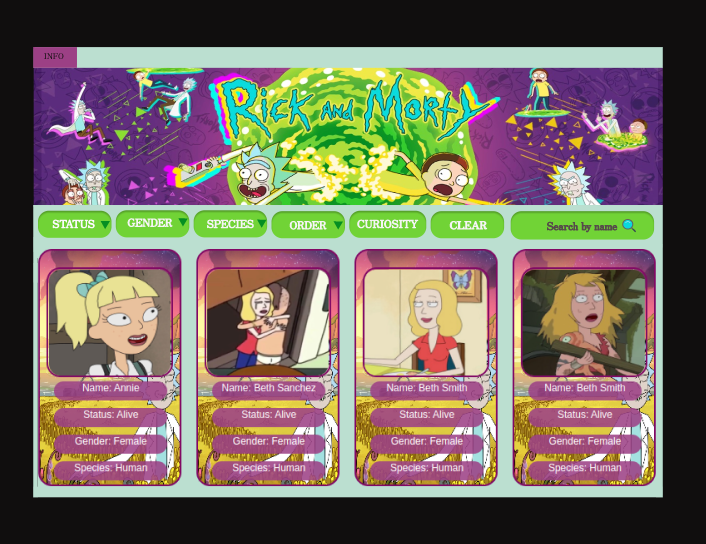 INFO
Rick and Morty
STATUS GENDER SPECIES ORDER CURIOSITY CLEAR Search by name
Name: Annie
Status: Alive
Gender: Female
Species: Human
Name: Beth Sanchez
Status: Alive
Gender: Female
Species: Human
Name: Beth Smith
Status: Alive
Gender: Female
Species: Human
Name: Beth Smith
Status: Alive
Gender: Female
Species: Human